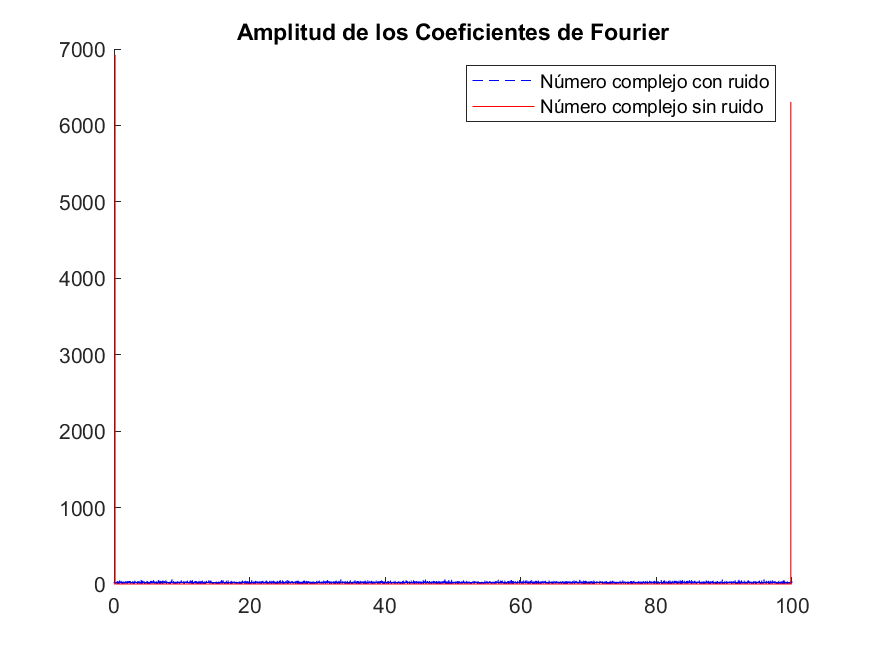 Amplitud de los Coeficientes de Fourier
7000
Número complejo con ruido
Número complejo sin ruido
6000
5000
4000
3000
2000
1000
0
0 20 40 60 80 100